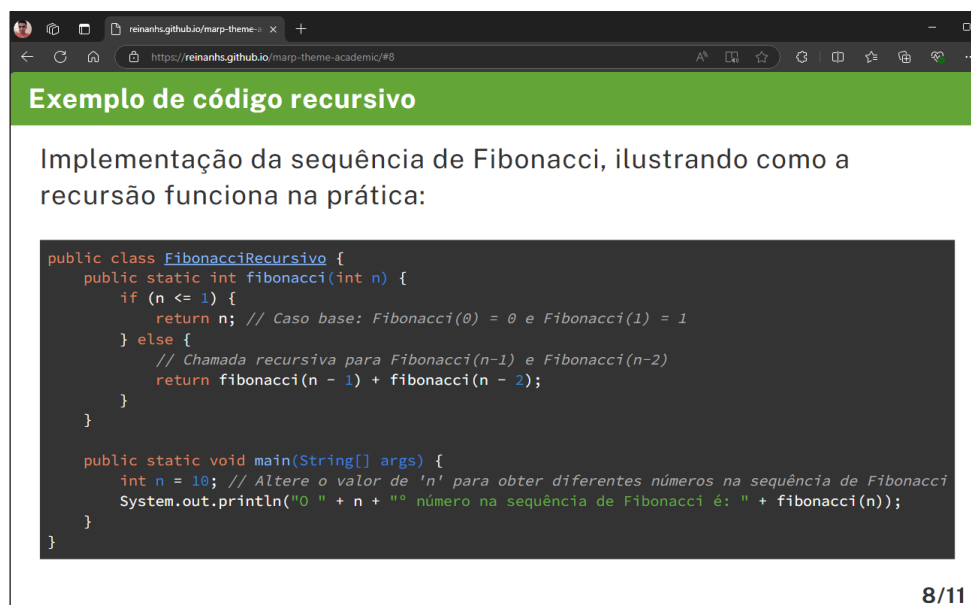 reinanhs.github.io/marp-theme-a
https://reinanhs.github.io/marp-theme-academic/#8
Exemplo de código recursivo
Implementação da sequência de Fibonacci, ilustrando como a
recursão funciona na prática:
public class FibonacciRecursivo {
    public static int fibonacci(int n) {
        if (n <= 1) {
            return n; // Caso base: Fibonacci(0) = 0 e Fibonacci(1) = 1
        } else {
            // Chamada recursiva para Fibonacci(n-1) e Fibonacci(n-2)
            return fibonacci(n - 1) + fibonacci(n - 2);
        }
    }
    public static void main(String[] args) {
        int n = 10; // Altere o valor de 'n' para obter diferentes números na sequência de Fibonacci
        System.out.println("O " + n + "º número na sequência de Fibonacci é: " + fibonacci(n));
    }
}
8/11